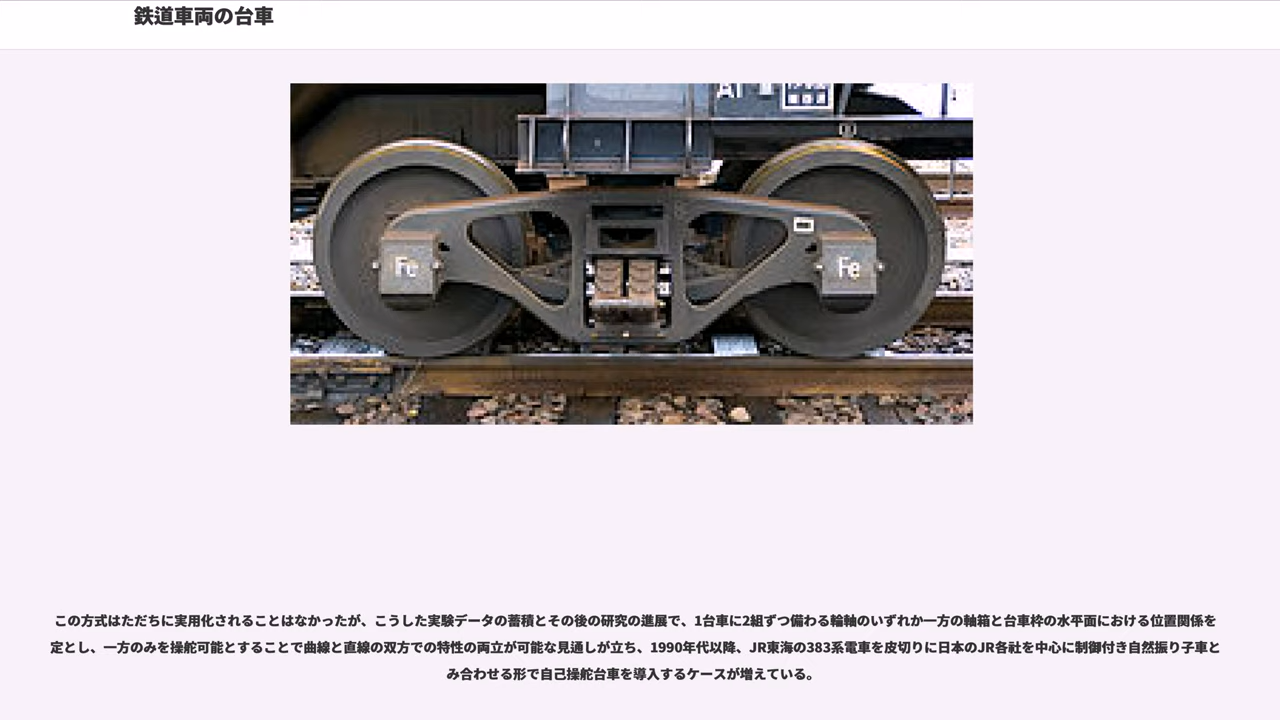 鉄道車両の台車
Fe
Fe
この方式はただちに実用化されることはなかったが、こうした実験データの蓄積とその後の研究の進展で、1台車に2組ずつ備わる輪軸のいずれか一方の軸箱と台車枠の水平面における位置関係を
定とし、一方のみを操舵可能とすることで曲線と直線の双方での特性の両立が可能な見通しが立ち、1990年代以降、JR東海の383系電車を皮切りに日本のJR各社を中心に制御付き自然振り子車と
み合わせる形で自己操舵台車を導入するケースが増えている。